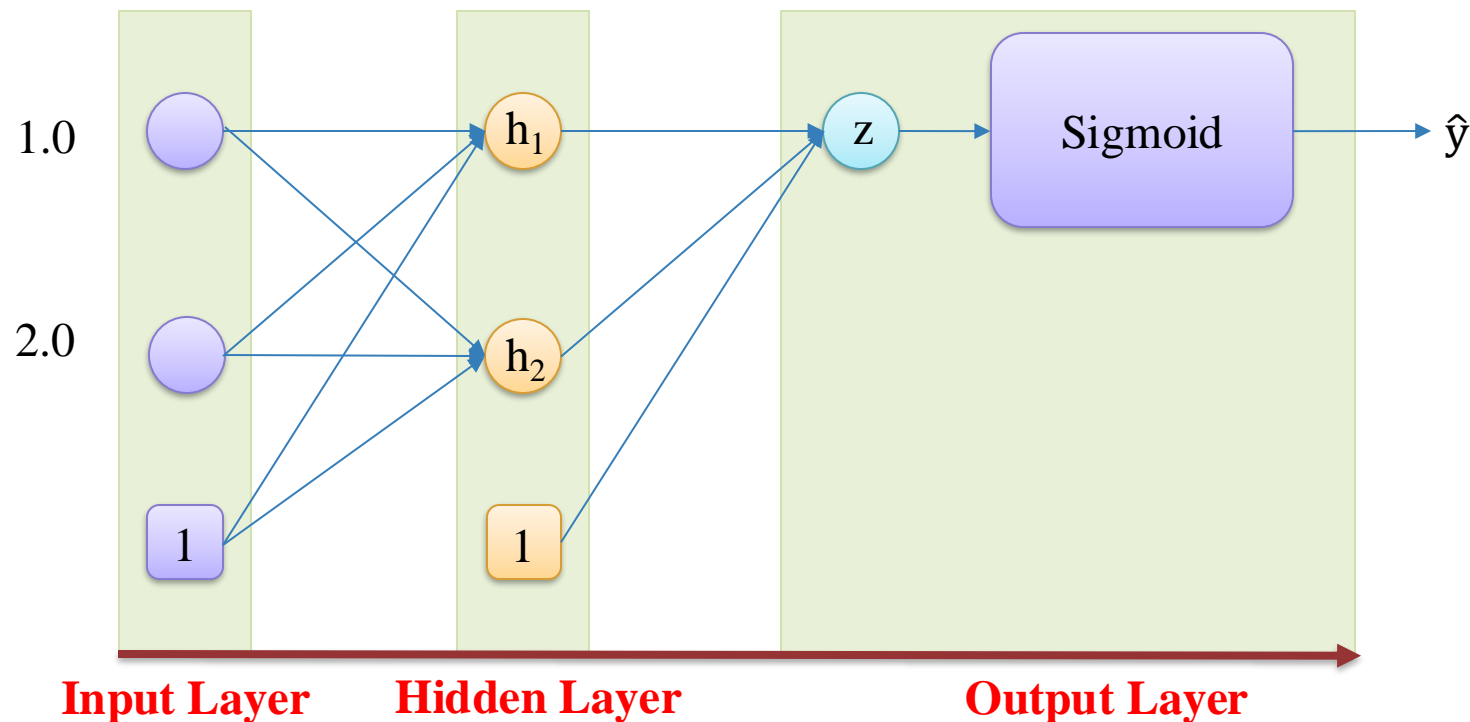 1.0
h₁
z
Sigmoid
ŷ
2.0
h₂
1
1
Input Layer
Hidden Layer
Output Layer